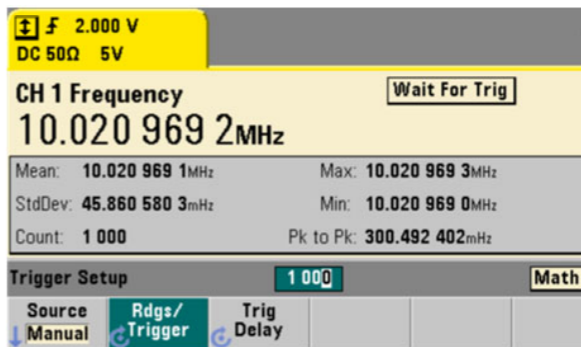 2.000 V
DC 50Ω 5V
CH 1 Frequency
Wait For Trig
10.020 969 2MHz
Mean: 10.020 969 1MHz
Max: 10.020 969 3MHz
StdDev: 45.860 580 3mHz
Min: 10.020 969 0MHz
Count: 1 000
Pk to Pk: 300.492 402mHz
Trigger Setup
1 000
Math
Source
Manual
Rdgs/
Trigger
Trig
Delay